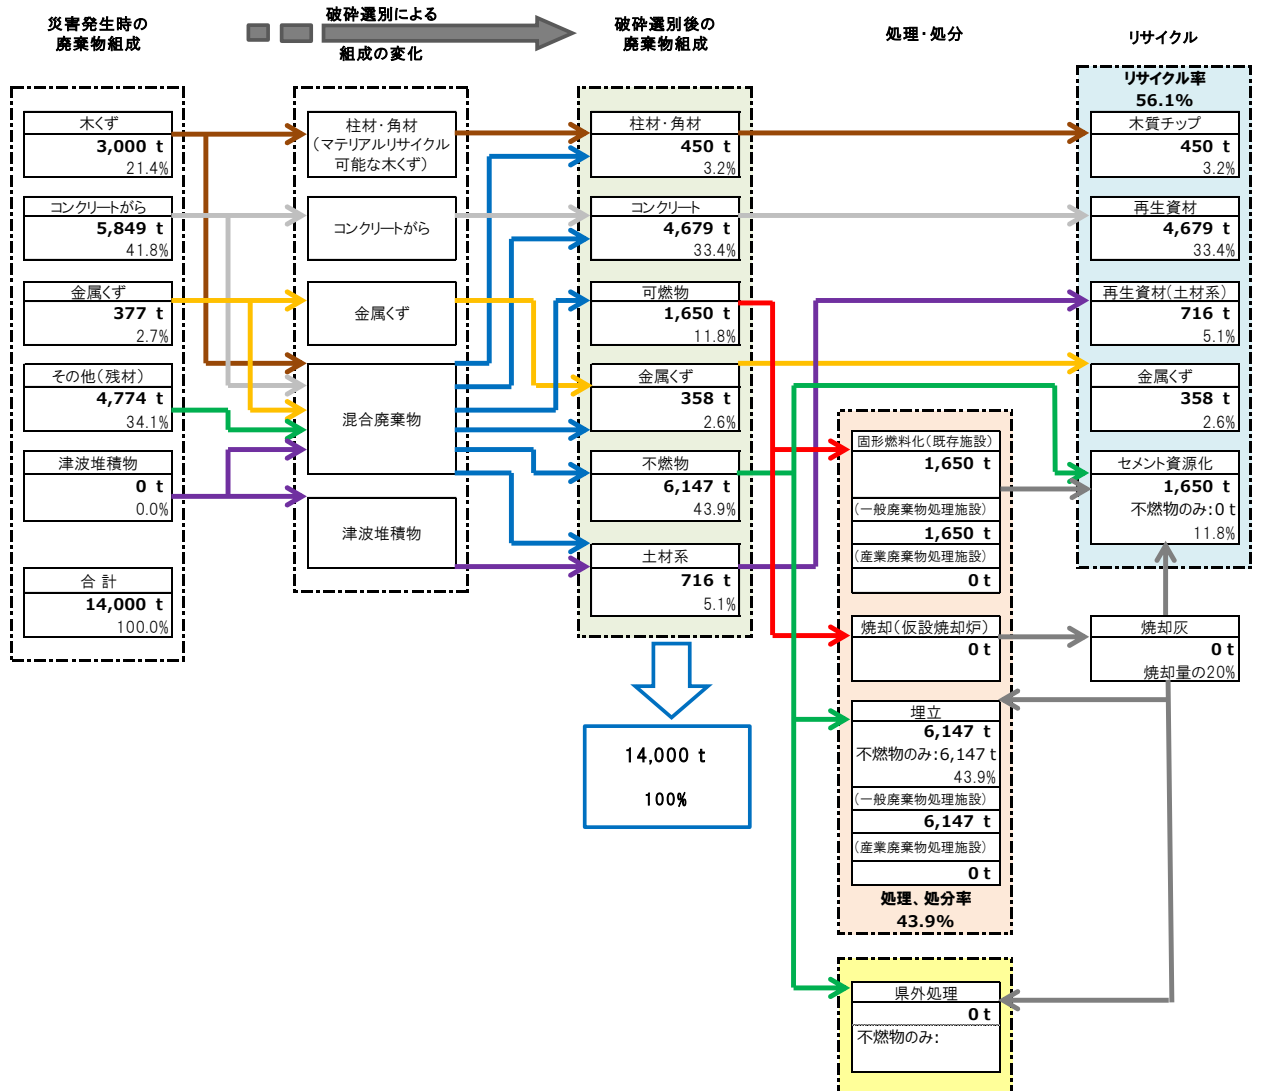 災害発生時の
廃棄物組成
破砕選別による
組成の変化
破砕選別後の
廃棄物組成
処理・処分
リサイクル
木くず
3,000 t
21.4%
コンクリートがら
5,849 t
41.8%
金属くず
377 t
2.7%
その他(残材)
4,774 t
34.1%
津波堆積物
0 t
0.0%
合 計
14,000 t
100.0%
柱材・角材
(マテリアルリサイクル
可能な木くず)
コンクリートがら
金属くず
混合廃棄物
津波堆積物
柱材・角材
450 t
3.2%
コンクリート
4,679 t
33.4%
可燃物
1,650 t
11.8%
金属くず
358 t
2.6%
不燃物
6,147 t
43.9%
土材系
716 t
5.1%
14,000 t
100%
固形燃料化(既存施設)
1,650 t
(一般廃棄物処理施設)
1,650 t
(産業廃棄物処理施設)
0 t
焼却(仮設焼却炉)
0 t
埋立
6,147 t
不燃物のみ:6,147 t
43.9%
(一般廃棄物処理施設)
6,147 t
(産業廃棄物処理施設)
0 t
処理、処分率
43.9%
県外処理
0 t
不燃物のみ:
リサイクル率
56.1%
木質チップ
450 t
3.2%
再生資材
4,679 t
33.4%
再生資材(土材系)
716 t
5.1%
金属くず
358 t
2.6%
セメント資源化
1,650 t
不燃物のみ:0 t
11.8%
焼却灰
0 t
焼却量の20%